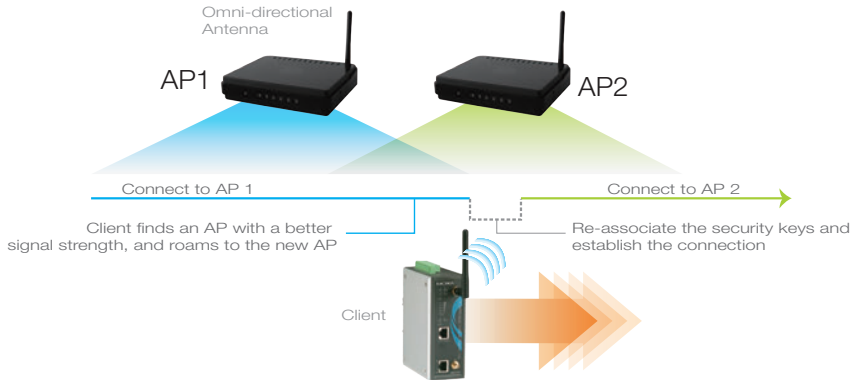 Omni-directional
Antenna
AP1
AP2
Connect to AP 1
Connect to AP 2
Client finds an AP with a better
signal strength, and roams to the new AP
Re-associate the security keys and
establish the connection
Client